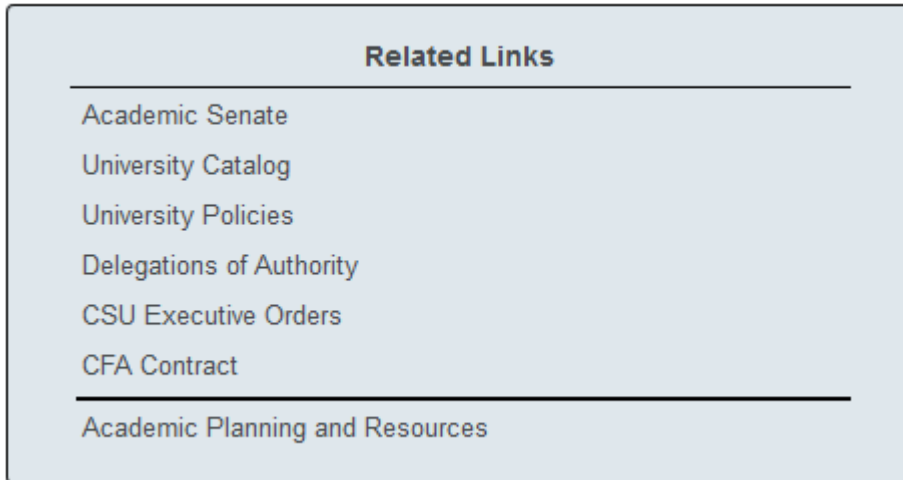 Related Links
Academic Senate
University Catalog
University Policies
Delegations of Authority
CSU Executive Orders
CFA Contract
Academic Planning and Resources